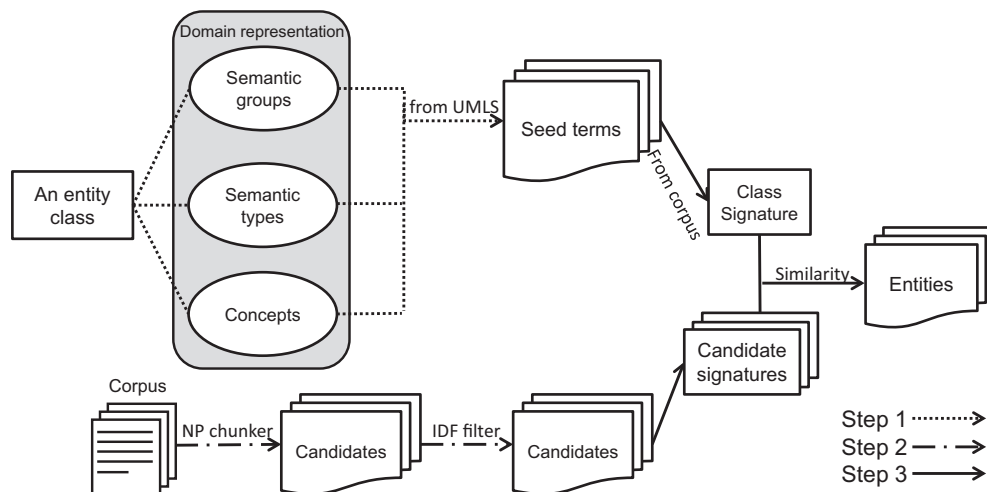 Domain representation
Semantic
groups
from UMLS
Seed terms
An entity
class
Semantic
types
From corpus
Class
Signature
Similarity
Entities
Concepts
Candidate
signatures
Corpus
NP chunker
Candidates
IDF filter
Candidates
Step 1
Step 2
Step 3